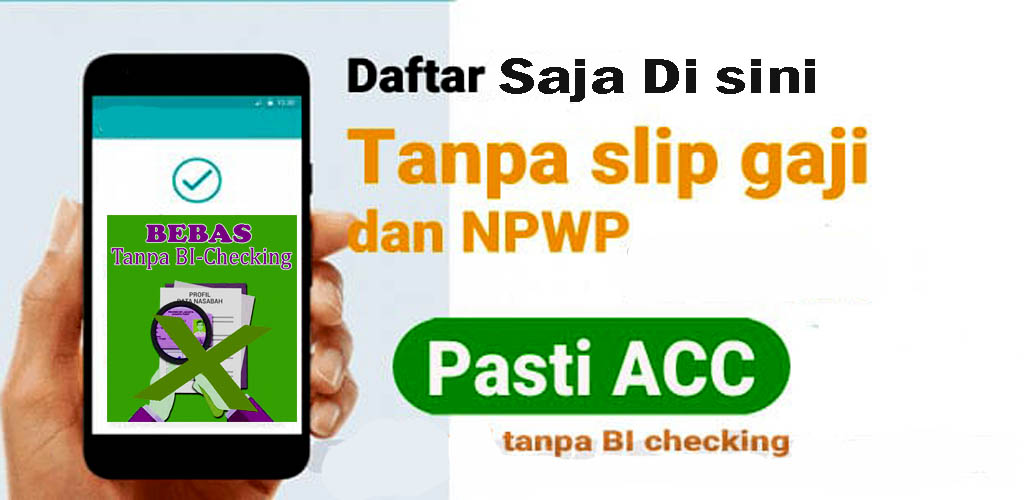 Daftar Saja Di sini
Tanpa slip gaji
dan NPWP
BEBAS
Tanpa BI-Checking
PROFIL
DATA NASABAH
Pasti ACC
tanpa BI checking